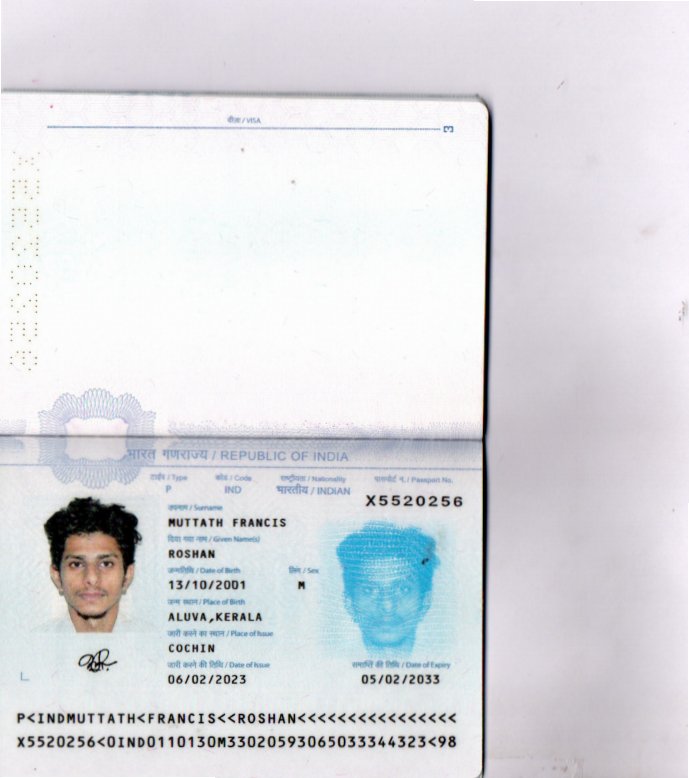 वीज़ा / VISA
3
भारत गणराज्य / REPUBLIC OF INDIA
टाईप / Type कोड / Code राष्ट्रीयता / Nationality पासपोर्ट न. / Passport No.
P IND भारतीय / INDIAN X5520256
उपनाम / Surname
MUTTATH FRANCIS
दिया गया नाम / Given Name(s)
ROSHAN
जन्मतिथि / Date of Birth लिंग / Sex
13/10/2001 M
जन्म स्थान / Place of Birth
ALUVA,KERALA
जारी करने का स्थान / Place of Issue
COCHIN
जारी करने की तिथि / Date of Issue समाप्ति की तिथि / Date of Expiry
06/02/2023 05/02/2033
P<INDMUTTATH<FRANCIS<<ROSHAN<<<<<<<<<<<<<<<<
X5520256<0IND0110130M33020593065033344323<98